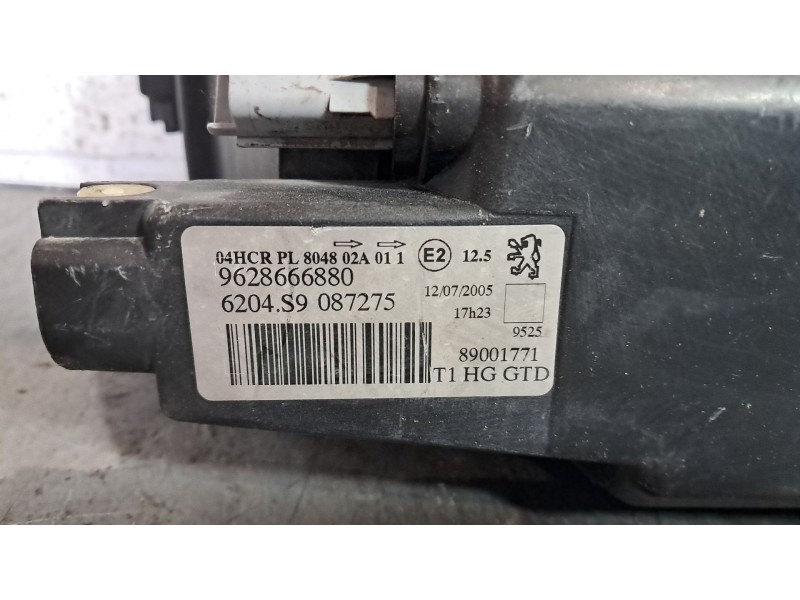 04HCR PL 8048 02A 01 1 E2 12.5
9628666880
6204.S9 087275
12/07/2005
17h23
9525
89001771
T1 HG GTD